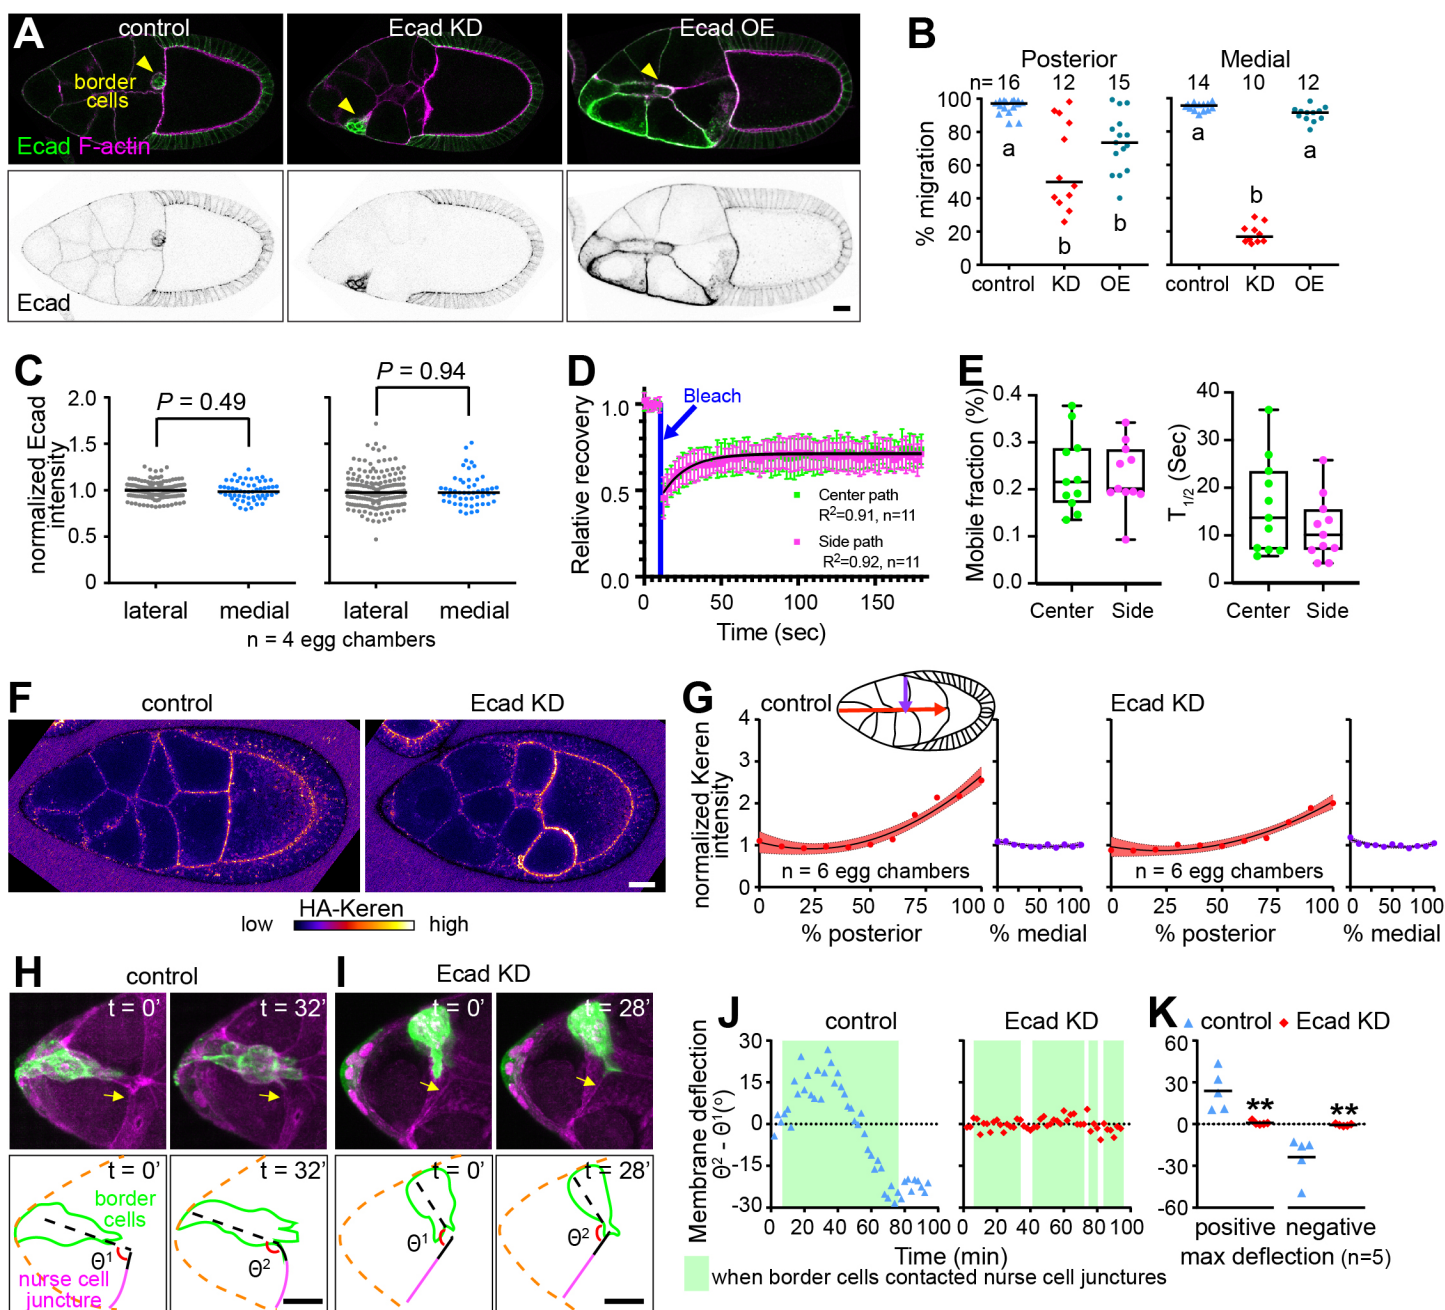 A
control
Ecad KD
Ecad OE
border
cells
Ecad F-actin
Ecad
B
Posterior
Medial
n= 16 12 15
14 10 12
% migration
100
80
60
40
20
0
a
b
b
a
b
a
control KD OE
control KD OE
C
normalized Ecad
intensity
P = 0.49
P = 0.94
2.0
1.5
1.0
0.5
0
lateral medial
lateral medial
n = 4 egg chambers
D
Relative recovery
Bleach
1.0
0.5
0.0
Center path
R²=0.91, n=11
Side path
R²=0.92, n=11
0 50 100 150
Time (sec)
E
Mobile fraction (%)
0.4
0.3
0.2
0.1
0.0
Center Side
T1/2 (Sec)
40
30
20
10
0
Center Side
F
control
Ecad KD
HA-Keren
low
high
G
control
Ecad KD
normalized Keren
intensity
4
3
2
1
0
n = 6 egg chambers
n = 6 egg chambers
0 25 50 75 100
0 50 100
0 25 50 75 100
0 50 100
% posterior
% medial
% posterior
% medial
H
control
t = 0'
t = 32'
t = 0'
t = 32'
border
cells
Θ¹
Θ²
nurse cell
juncture
I
Ecad KD
t = 0'
t = 28'
t = 0'
t = 28'
Θ¹
Θ²
J
control
Ecad KD
Membrane deflection
Θ² - Θ¹(°)
30
15
0
-15
-30
0 20 40 60 80 100
0 20 40 60 80 100
Time (min)
when border cells contacted nurse cell junctures
K
control
Ecad KD
60
30
0
-30
-60
**
**
positive negative
max deflection (n=5)